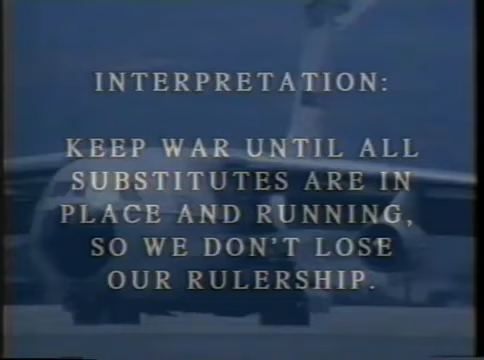 INTERPRETATION:
KEEP WAR UNTIL ALL
SUBSTITUTES ARE IN
PLACE AND RUNNING,
SO WE DON'T LOSE
OUR RULERSHIP.